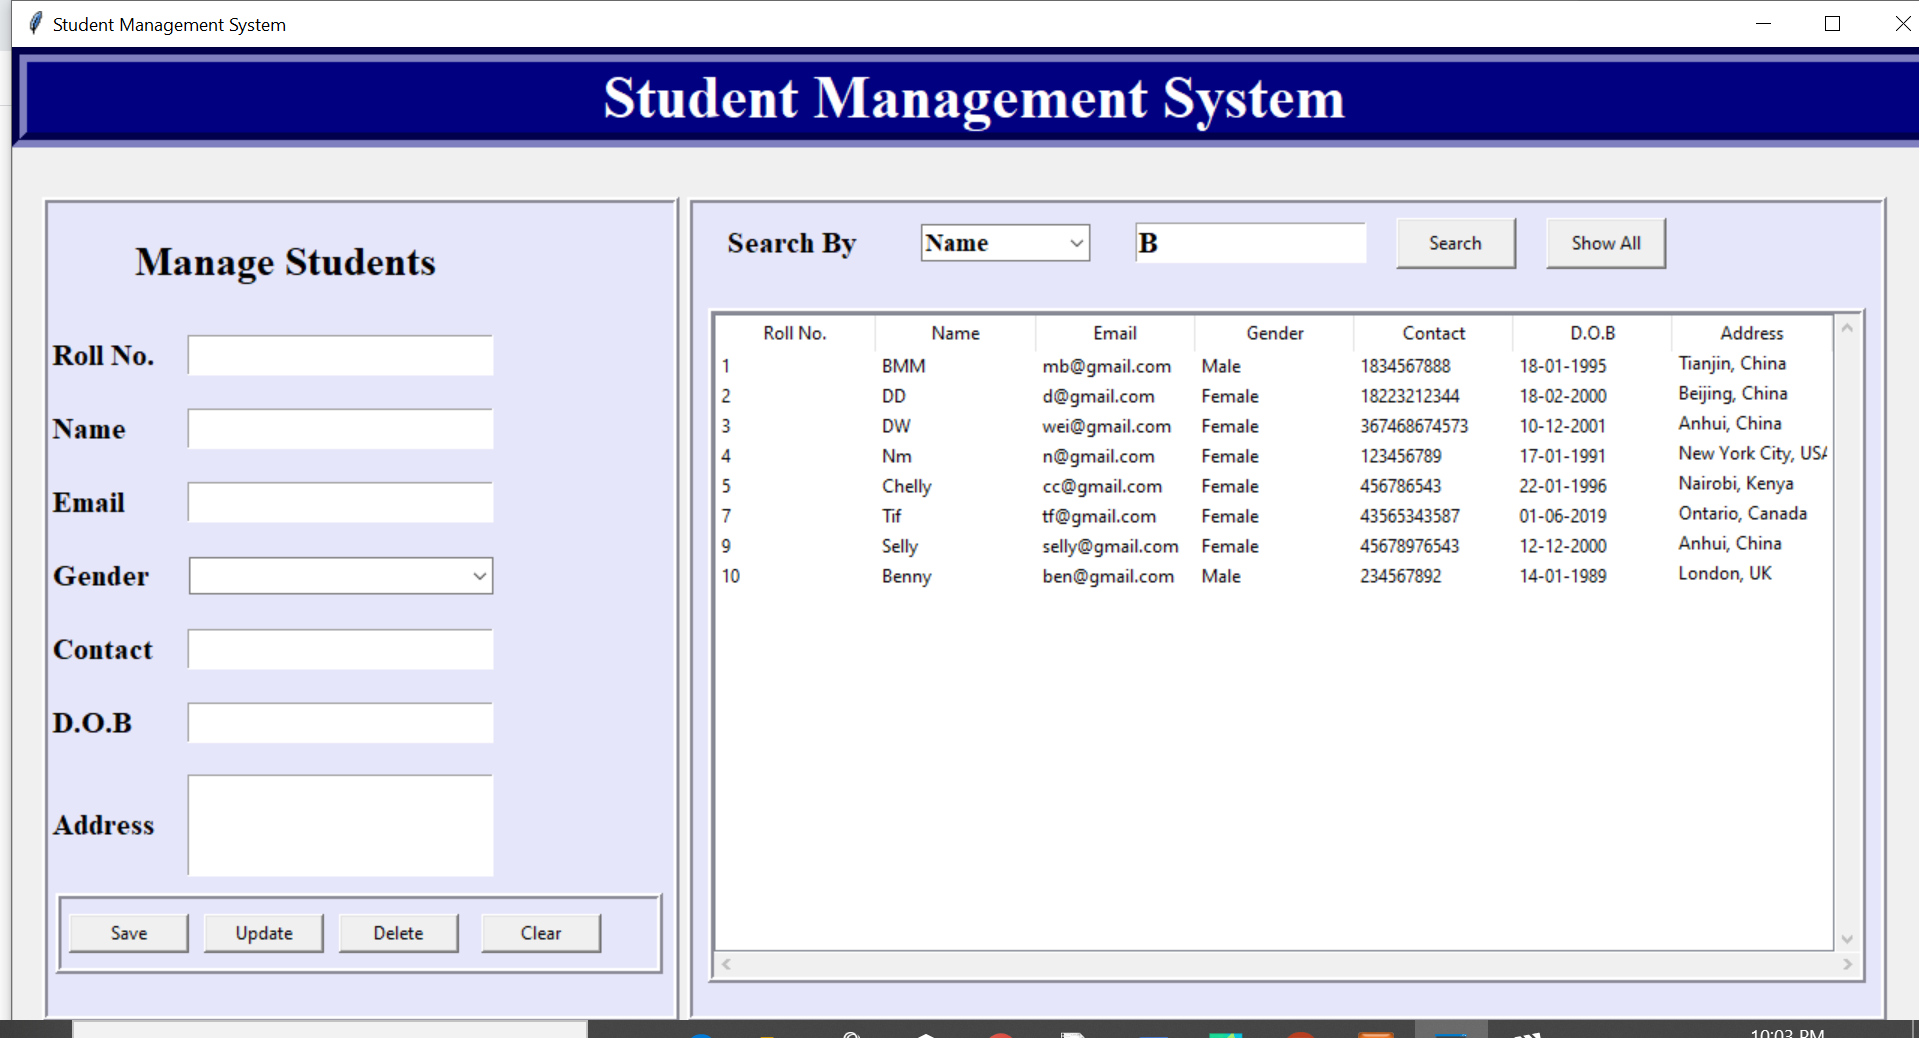 Student Management System
Student Management System
Manage Students
Roll No.
Name
Email
Gender
Contact
D.O.B
Address
Save Update Delete Clear
Search By Name B Search Show All
Roll No. Name Email Gender Contact D.O.B Address
1 BMM mb@gmail.com Male 1834567888 18-01-1995 Tianjin, China
2 DD d@gmail.com Female 18223212344 18-02-2000 Beijing, China
3 DW wei@gmail.com Female 367468674573 10-12-2001 Anhui, China
4 Nm n@gmail.com Female 123456789 17-01-1991 New York City, USA
5 Chelly cc@gmail.com Female 456786543 22-01-1996 Nairobi, Kenya
7 Tif tf@gmail.com Female 43565343587 01-06-2019 Ontario, Canada
9 Selly selly@gmail.com Female 45678976543 12-12-2000 Anhui, China
10 Benny ben@gmail.com Male 234567892 14-01-1989 London, UK
10:03 PM